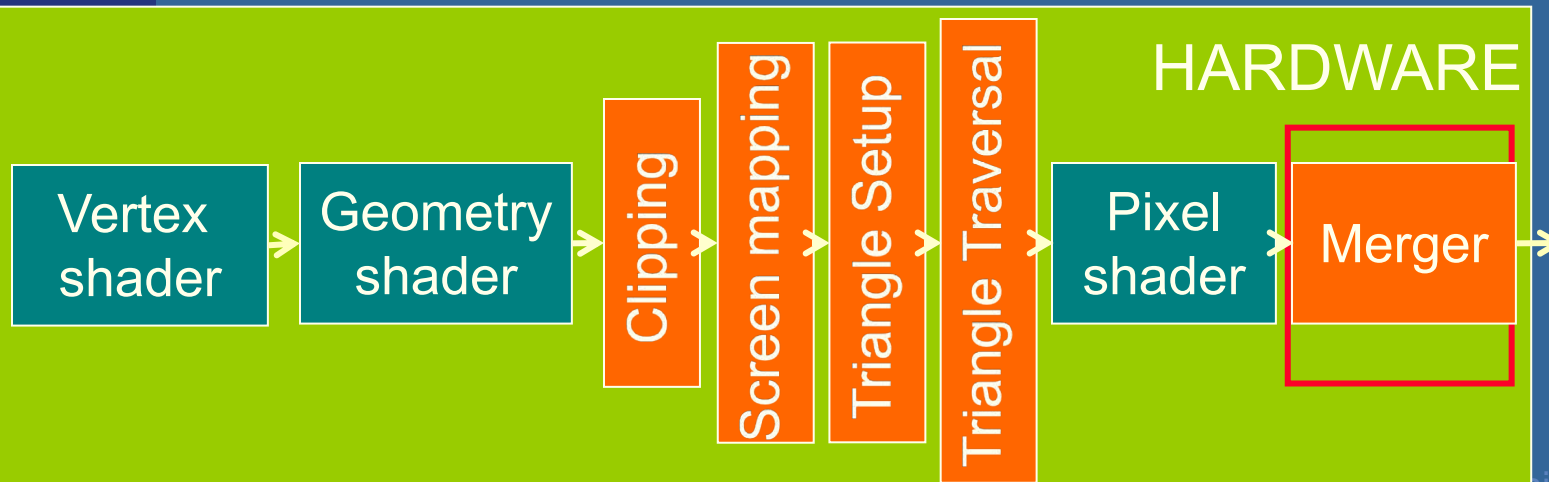 HARDWARE
Vertex
shader
Geometry
shader
Clipping
Screen mapping
Triangle Setup
Triangle Traversal
Pixel
shader
Merger